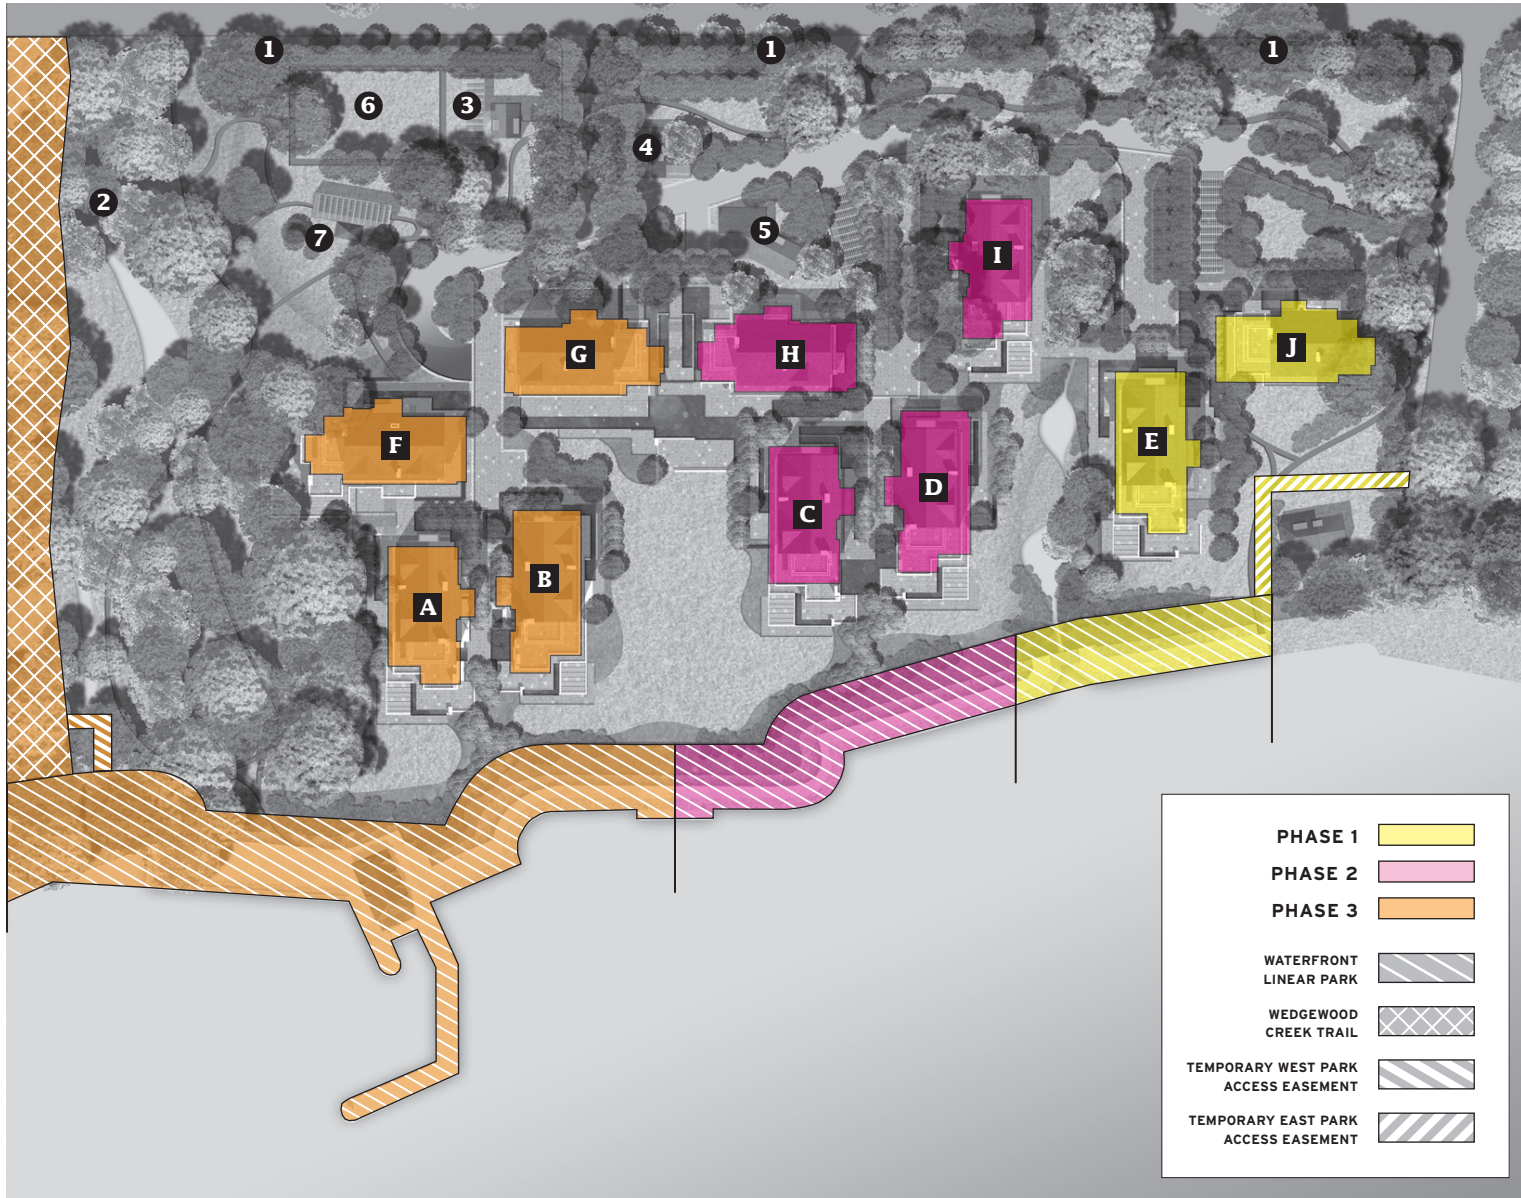 1
1
1
6
3
4
2
7
5
I
G
H
J
F
E
D
C
B
A
PHASE 1
PHASE 2
PHASE 3
WATERFRONT
LINEAR PARK
WEDGEWOOD
CREEK TRAIL
TEMPORARY WEST PARK
ACCESS EASEMENT
TEMPORARY EAST PARK
ACCESS EASEMENT